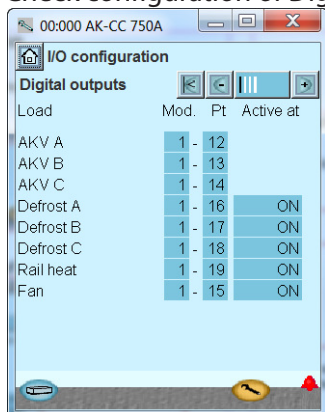 Check configuration of Dig
00:000 AK-CC 750A
I/O configuration
Digital outputs
Load Mod. Pt Active at
AKV A 1 - 12
AKV B 1 - 13
AKV C 1 - 14
Defrost A 1 - 16 ON
Defrost B 1 - 17 ON
Defrost C 1 - 18 ON
Rail heat 1 - 19 ON
Fan 1 - 15 ON